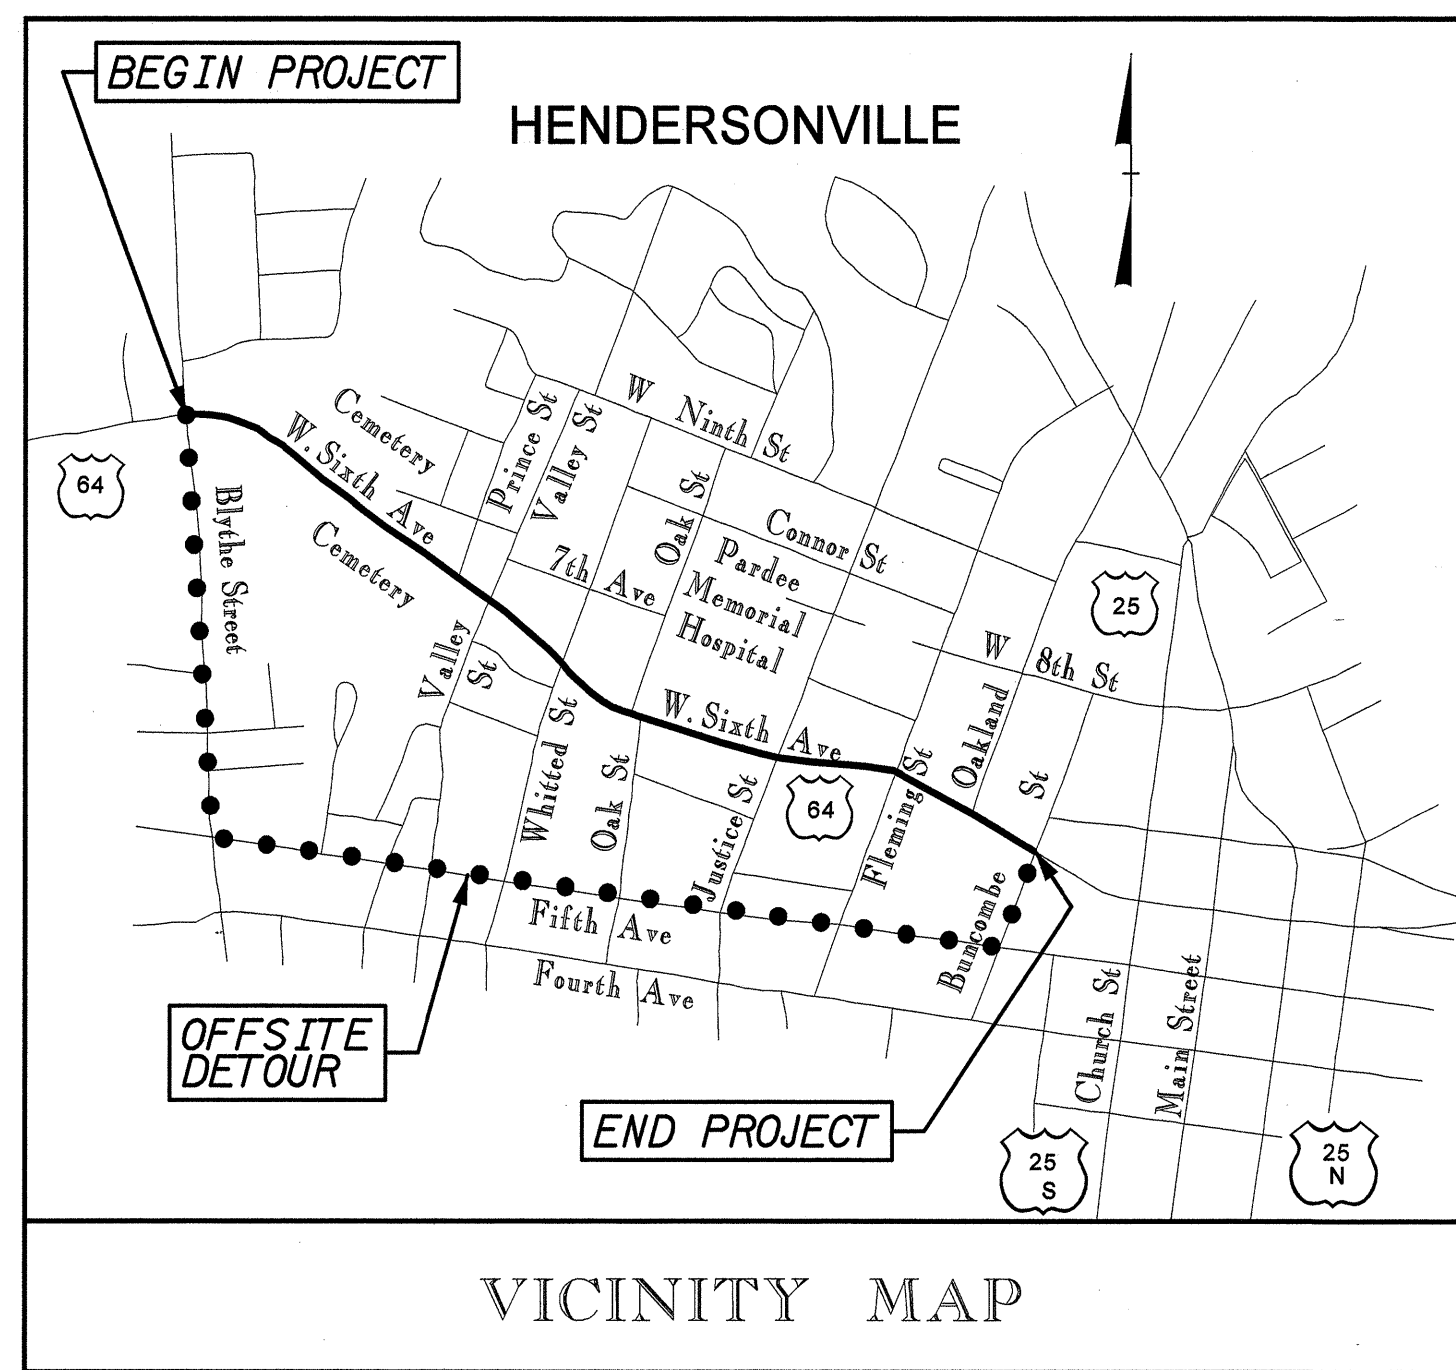 BEGIN PROJECT
HENDERSONVILLE
W Ninth St
Cemetery
W. Sixth Ave
Prince St
Valley St
64
Blythe Street
Cemetery
Oak St
Connor St
7th Ave
Pardee
Memorial
Hospital
25
W 8th St
Valley St
W. Sixth Ave
Oakland St
Whitted St
Oak St
Justice St
64
Fleming St
Buncombe
Fifth Ave
Fourth Ave
Church St
Main Street
OFFSITE
DETOUR
END PROJECT
25
S
25
N
VICINITY MAP